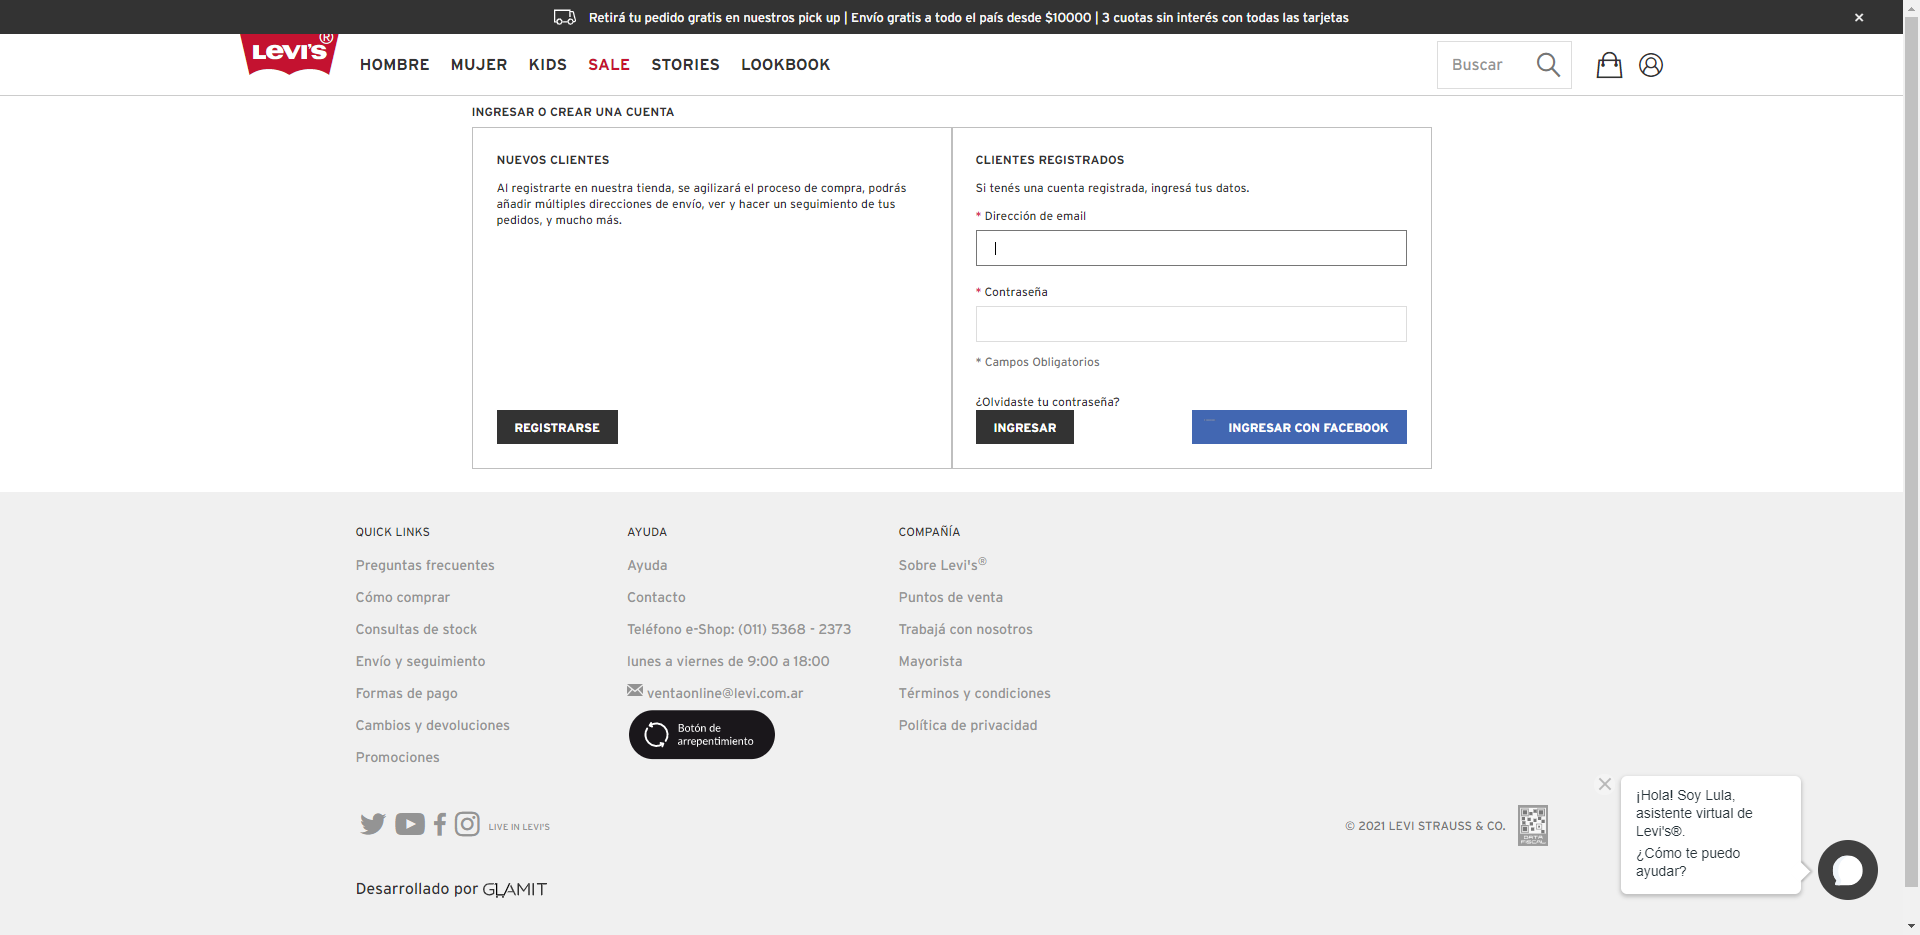 Retirá tu pedido gratis en nuestros pick up | Envío gratis a todo el país desde $10000 | 3 cuotas sin interés con todas las tarjetas
Levi's ®
HOMBRE MUJER KIDS SALE STORIES LOOKBOOK
Buscar
INGRESAR O CREAR UNA CUENTA
NUEVOS CLIENTES
Al registrarte en nuestra tienda, se agilizará el proceso de compra, podrás
añadir múltiples direcciones de envío, ver y hacer un seguimiento de tus
pedidos, y mucho más.
REGISTRARSE
CLIENTES REGISTRADOS
Si tenés una cuenta registrada, ingresá tus datos.
* Dirección de email
* Contraseña
* Campos Obligatorios
¿Olvidaste tu contraseña?
INGRESAR
INGRESAR CON FACEBOOK
QUICK LINKS
Preguntas frecuentes
Cómo comprar
Consultas de stock
Envío y seguimiento
Formas de pago
Cambios y devoluciones
Promociones
AYUDA
Ayuda
Contacto
Teléfono e-Shop: (011) 5368 - 2373
lunes a viernes de 9:00 a 18:00
ventaonline@levi.com.ar
Botón de
arrepentimiento
COMPAÑÍA
Sobre Levi's®
Puntos de venta
Trabajá con nosotros
Mayorista
Términos y condiciones
Política de privacidad
LIVE IN LEVI'S
© 2021 LEVI STRAUSS & CO.
DATA
FISCAL
Desarrollado por GLAMIT
¡Hola! Soy Lula,
asistente virtual de
Levi's®.
¿Cómo te puedo
ayudar?